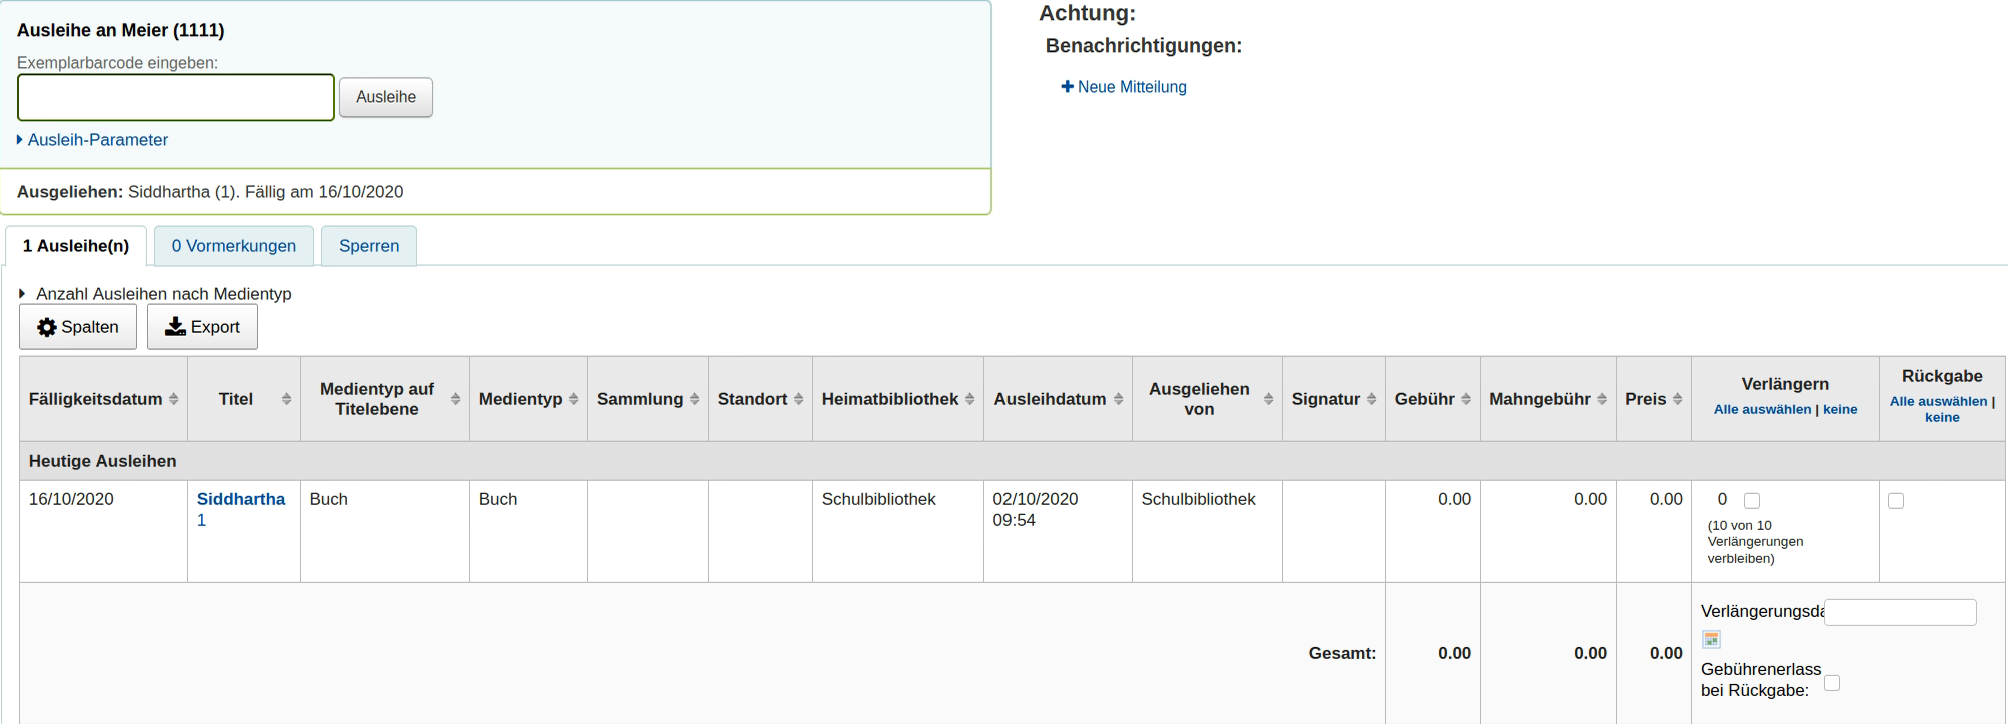 Ausleihe an Meier (1111)
Exemplarbarcode eingeben:
Ausleihe
Ausleih-Parameter
Ausgeliehen: Siddhartha (1). Fällig am 16/10/2020
Achtung:
Benachrichtigungen:
Neue Mitteilung
1 Ausleihe(n) 0 Vormerkungen Sperren
Anzahl Ausleihen nach Medientyp
Spalten Export
Fälligkeitsdatum
Titel
Medientyp auf
Titelebene
Medientyp
Sammlung
Standort
Heimatbibliothek
Ausleihdatum
Ausgeliehen
von
Signatur
Gebühr
Mahngebühr
Preis
Verlängern
Alle auswählen | keine
Rückgabe
Alle auswählen |
keine
Heutige Ausleihen
16/10/2020
Siddhartha
1
Buch
Buch
Schulbibliothek
02/10/2020
09:54
Schulbibliothek
0.00
0.00
0.00
0
(10 von 10
Verlängerungen
verbleiben)
Gesamt:
0.00
0.00
0.00
Verlängerungsda
Gebührenerlass
bei Rückgabe: